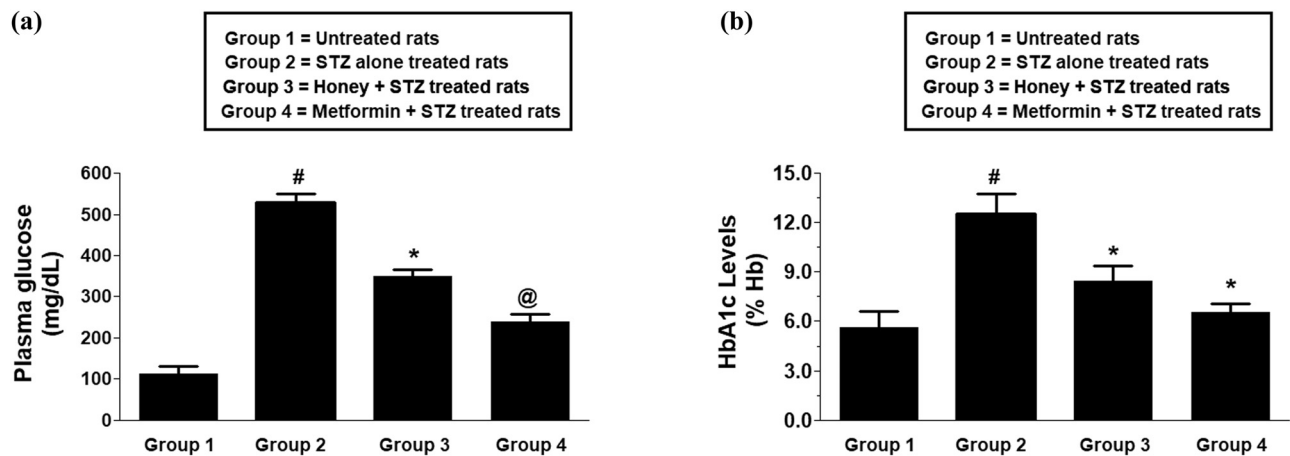 (a)
Group 1 = Untreated rats
Group 2 = STZ alone treated rats
Group 3 = Honey + STZ treated rats
Group 4 = Metformin + STZ treated rats
Plasma glucose
(mg/dL)
600
500
400
300
200
100
0
#
*
@
Group 1
Group 2
Group 3
Group 4
(b)
Group 1 = Untreated rats
Group 2 = STZ alone treated rats
Group 3 = Honey + STZ treated rats
Group 4 = Metformin + STZ treated rats
HbA1c Levels
(% Hb)
15.0
12.0
9.0
6.0
3.0
0.0
#
*
*
Group 1
Group 2
Group 3
Group 4